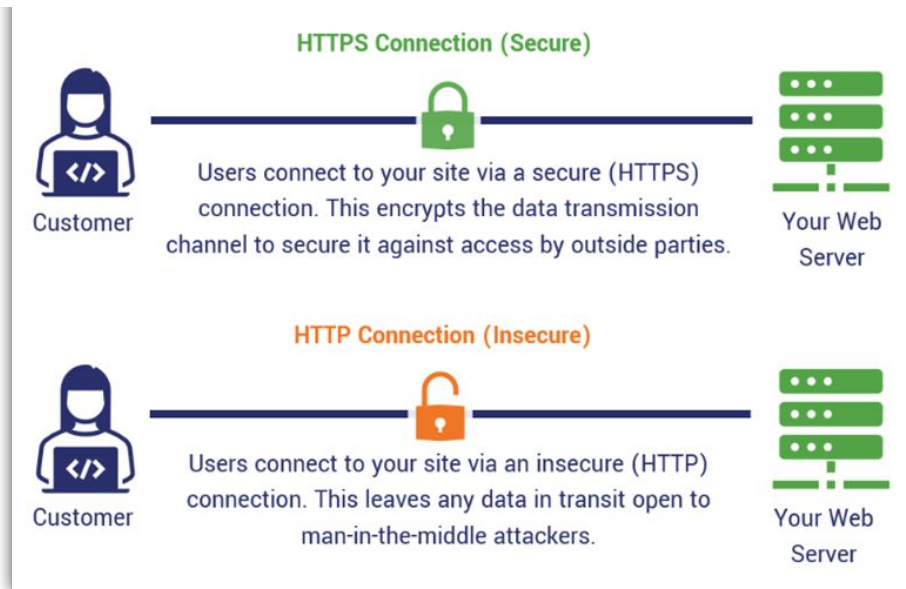 HTTPS Connection (Secure)
</>
Customer
Users connect to your site via a secure (HTTPS)
connection. This encrypts the data transmission
channel to secure it against access by outside parties.
Your Web
Server
HTTP Connection (Insecure)
</>
Customer
Users connect to your site via an insecure (HTTP)
connection. This leaves any data in transit open to
man-in-the-middle attackers.
Your Web
Server